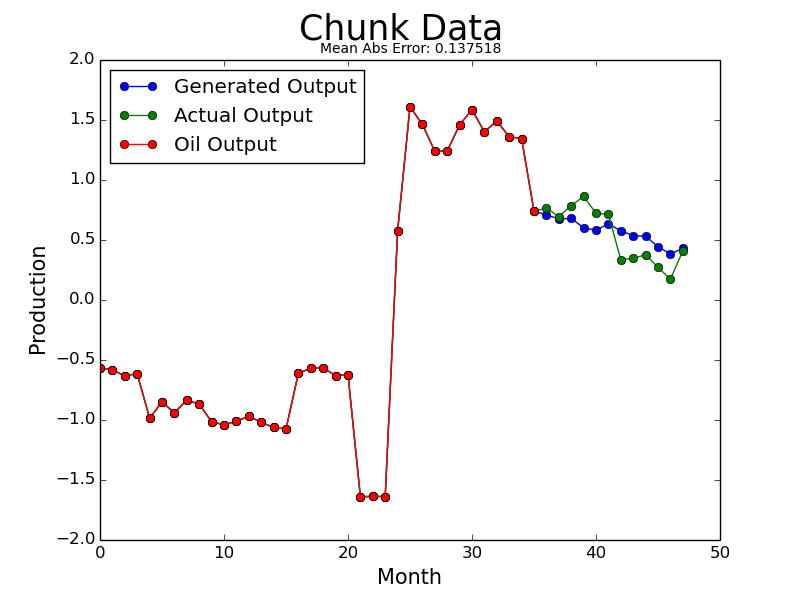 Chunk Data
Mean Abs Error: 0.137518
Generated Output
Actual Output
Oil Output
2.0
1.5
1.0
0.5
0.0
−0.5
−1.0
−1.5
−2.0
Production
0 10 20 30 40 50
Month